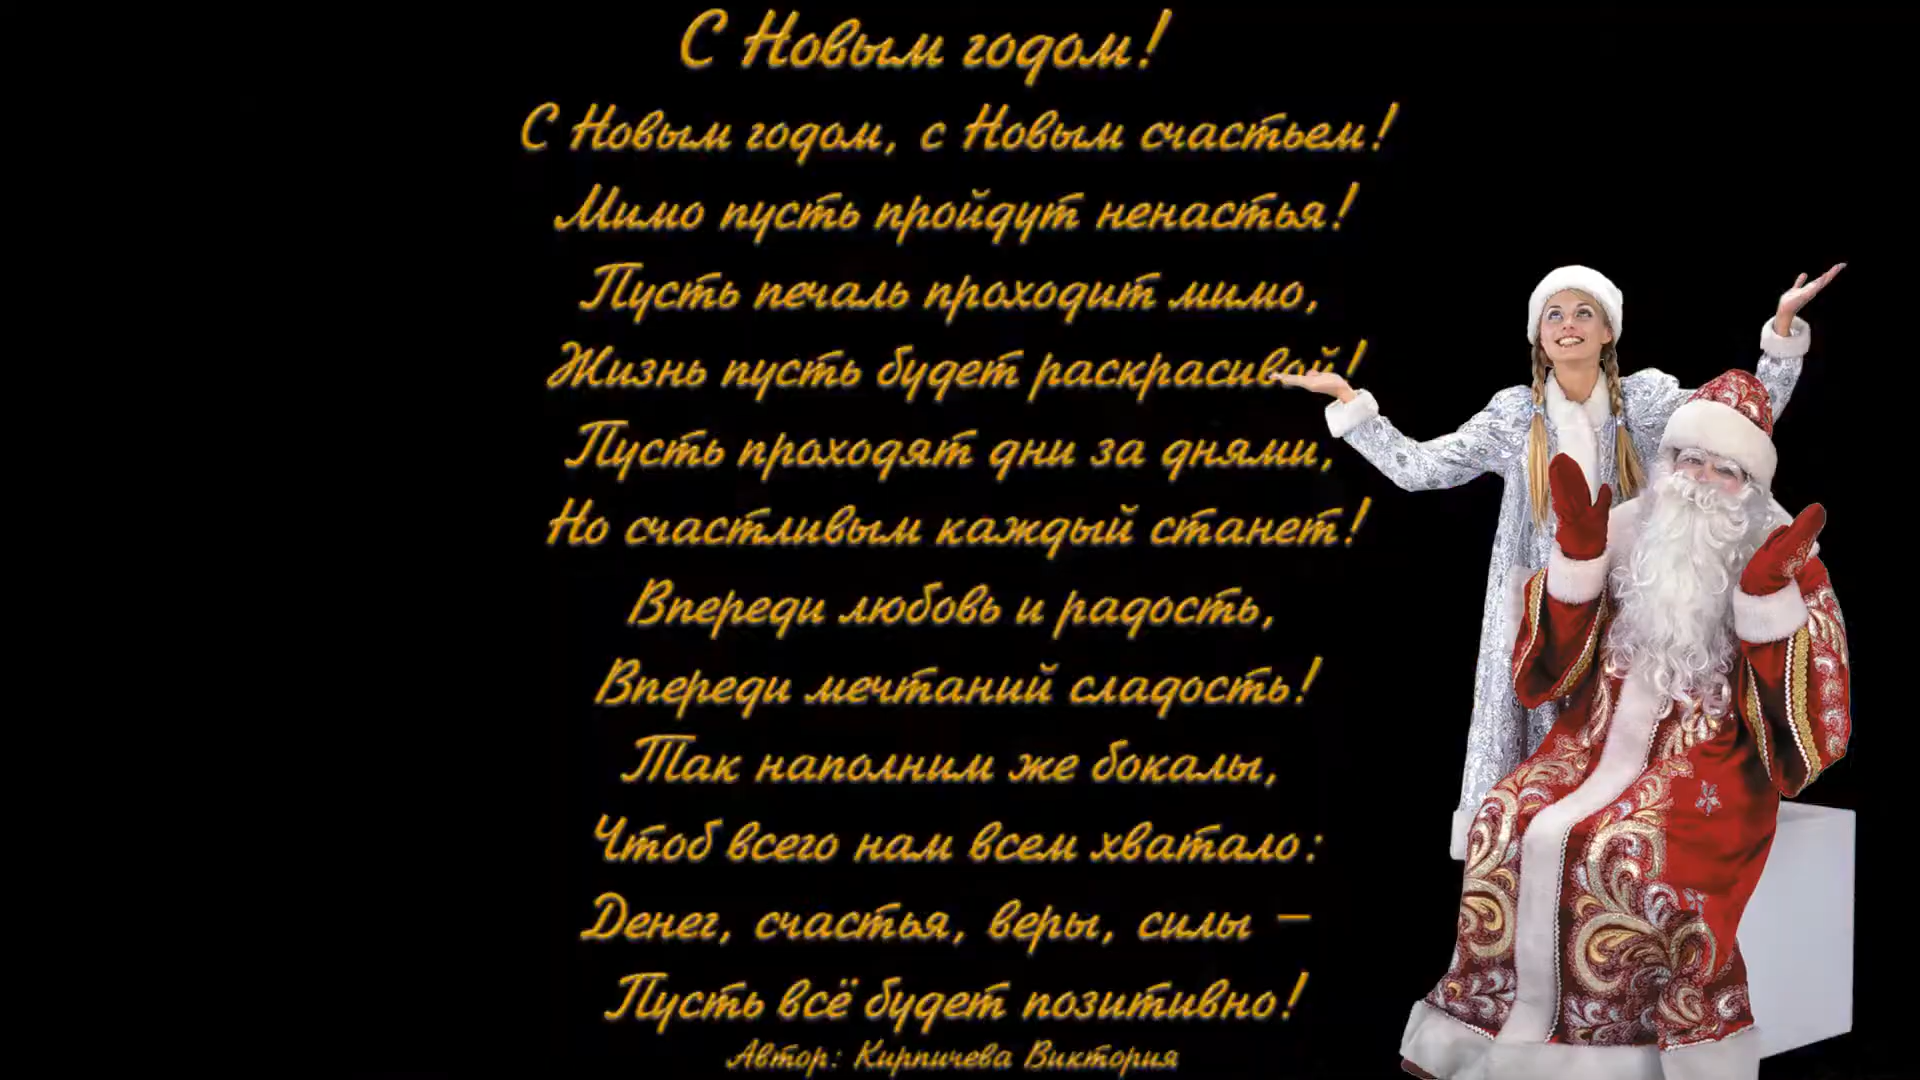 С Новым годом!
С Новым годом, с Новым счастьем!
Мимо пусть пройдут ненастья!
Пусть печаль проходит мимо,
Жизнь пусть будет раскрасивой!
Пусть проходят дни за днями,
Но счастливым каждый станет!
Впереди любовь и радость,
Впереди мечтаний сладость!
Так наполним же бокалы,
Чтоб всего нам всем хватало:
Денег, счастья, веры, силы –
Пусть всё будет позитивно!
Автор: Кирпичева Виктория